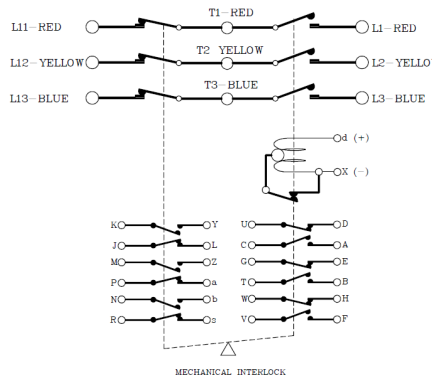 T1-RED
L11-RED
L1-RED
T2 YELLOW
L12-YELLOW
L2-YELLO
T3-BLUE
L13-BLUE
L3-BLUE
d (+)
X (-)
K Y U D
J L C A
M Z G E
P a T B
N b W H
R s V F
MECHANICAL INTERLOCK